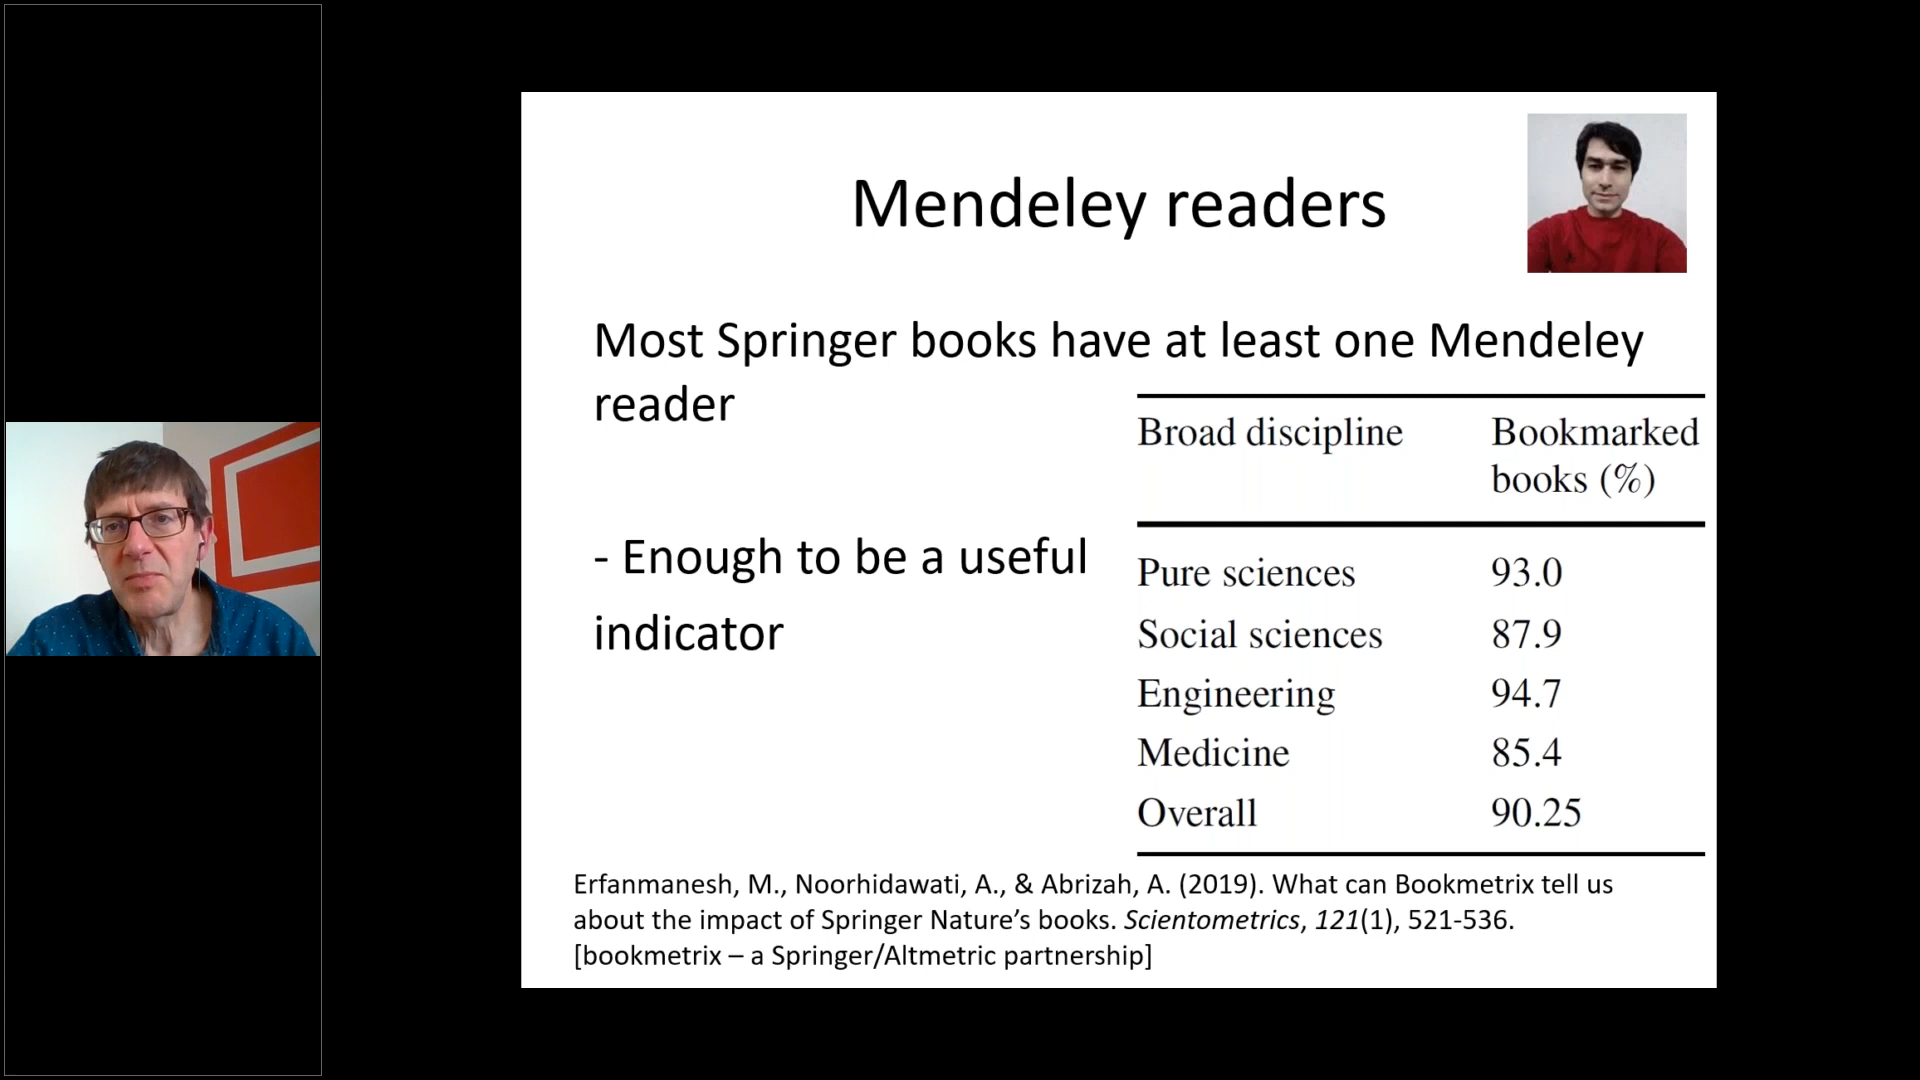 Mendeley readers
Most Springer books have at least one Mendeley
reader
- Enough to be a useful
indicator
Broad discipline Bookmarked
books (%)
Pure sciences 93.0
Social sciences 87.9
Engineering 94.7
Medicine 85.4
Overall 90.25
Erfanmanesh, M., Noorhidawati, A., & Abrizah, A. (2019). What can Bookmetrix tell us
about the impact of Springer Nature’s books. Scientometrics, 121(1), 521-536.
[bookmetrix – a Springer/Altmetric partnership]